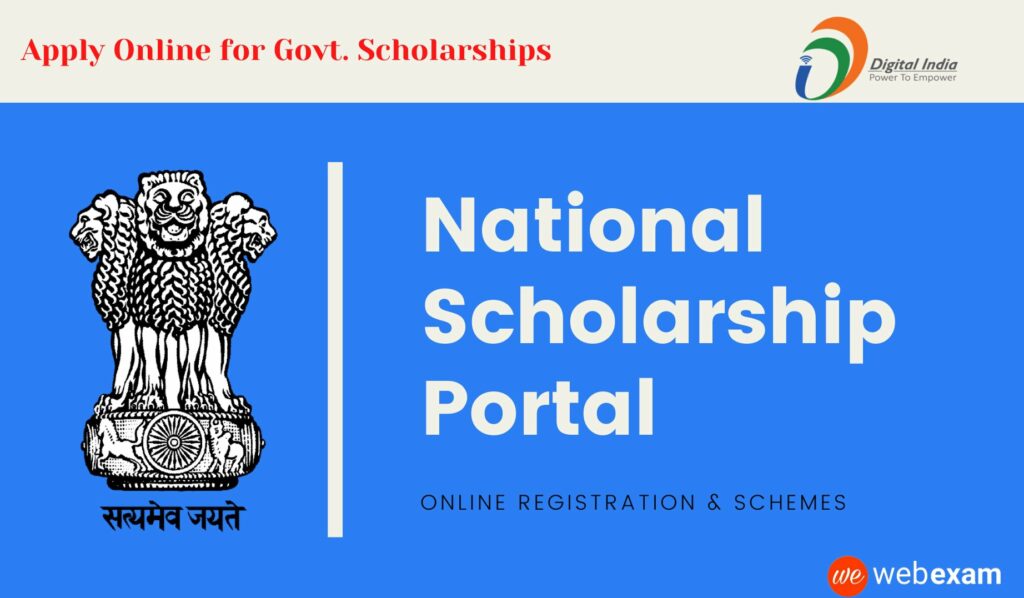 Apply Online for Govt. Scholarships
Digital India
Power To Empower
National
Scholarship
Portal
ONLINE REGISTRATION & SCHEMES
सत्यमेव जयते
we webexam